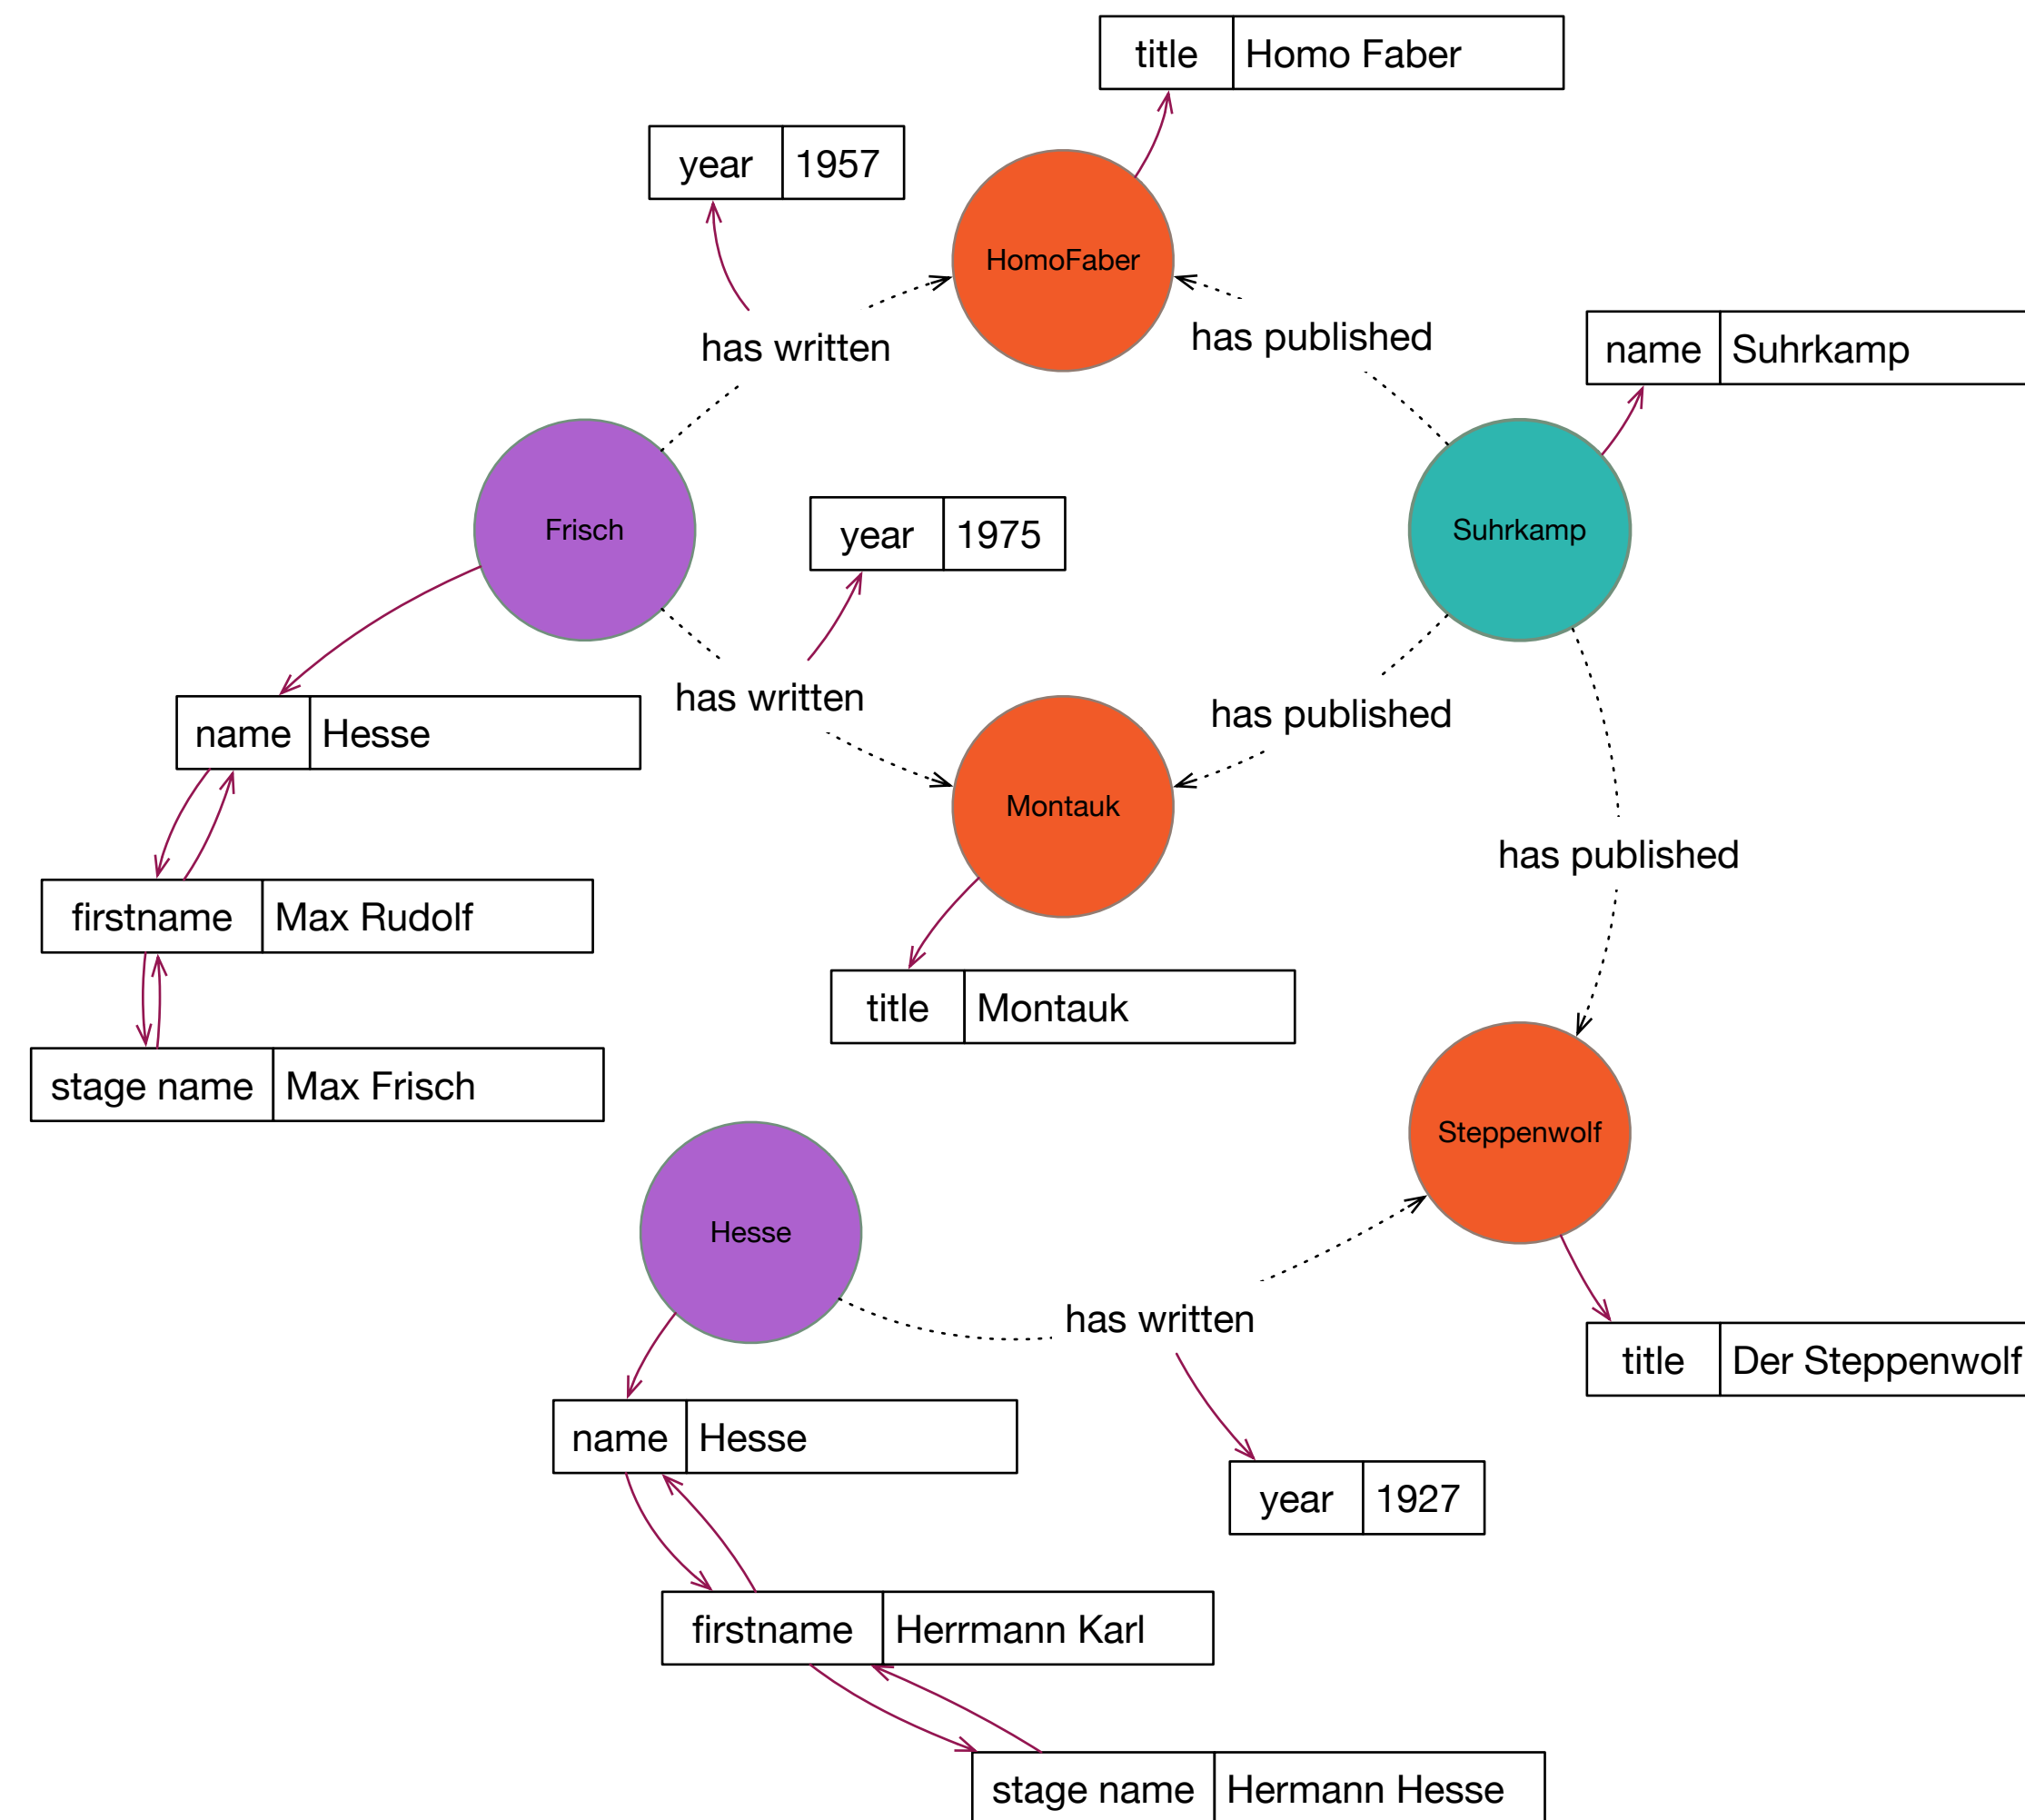 title Homo Faber
year 1957
HomoFaber
has written
has published
name Suhrkamp
Frisch
year 1975
Suhrkamp
has written
has published
name Hesse
Montauk
has published
firstname Max Rudolf
title Montauk
stage name Max Frisch
Steppenwolf
Hesse
has written
title Der Steppenwolf
name Hesse
year 1927
firstname Herrmann Karl
stage name Hermann Hesse